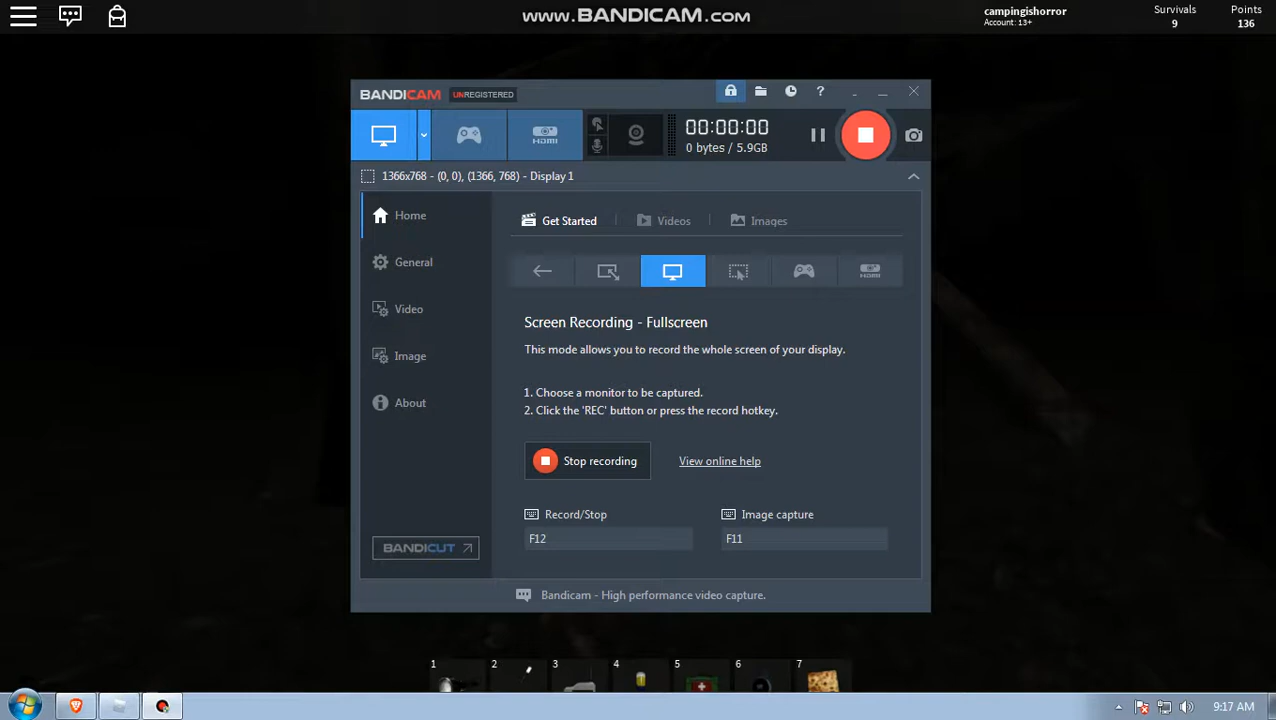 www.BANDICAM.com
campingishorror
Account: 13+
Survivals
9
Points
136
BANDICAM UNREGISTERED
?
HDMI
00:00:00
0 bytes / 5.9GB
1366x768 - (0, 0), (1366, 768) - Display 1
Home
General
Video
Image
About
BANDICUT
Get Started
Videos
Images
HDMI
Screen Recording - Fullscreen
This mode allows you to record the whole screen of your display.
1. Choose a monitor to be captured.
2. Click the 'REC' button or press the record hotkey.
Stop recording
View online help
Record/Stop
F12
Image capture
F11
Bandicam - High performance video capture.
1 2 3 4 5 6 7
9:17 AM